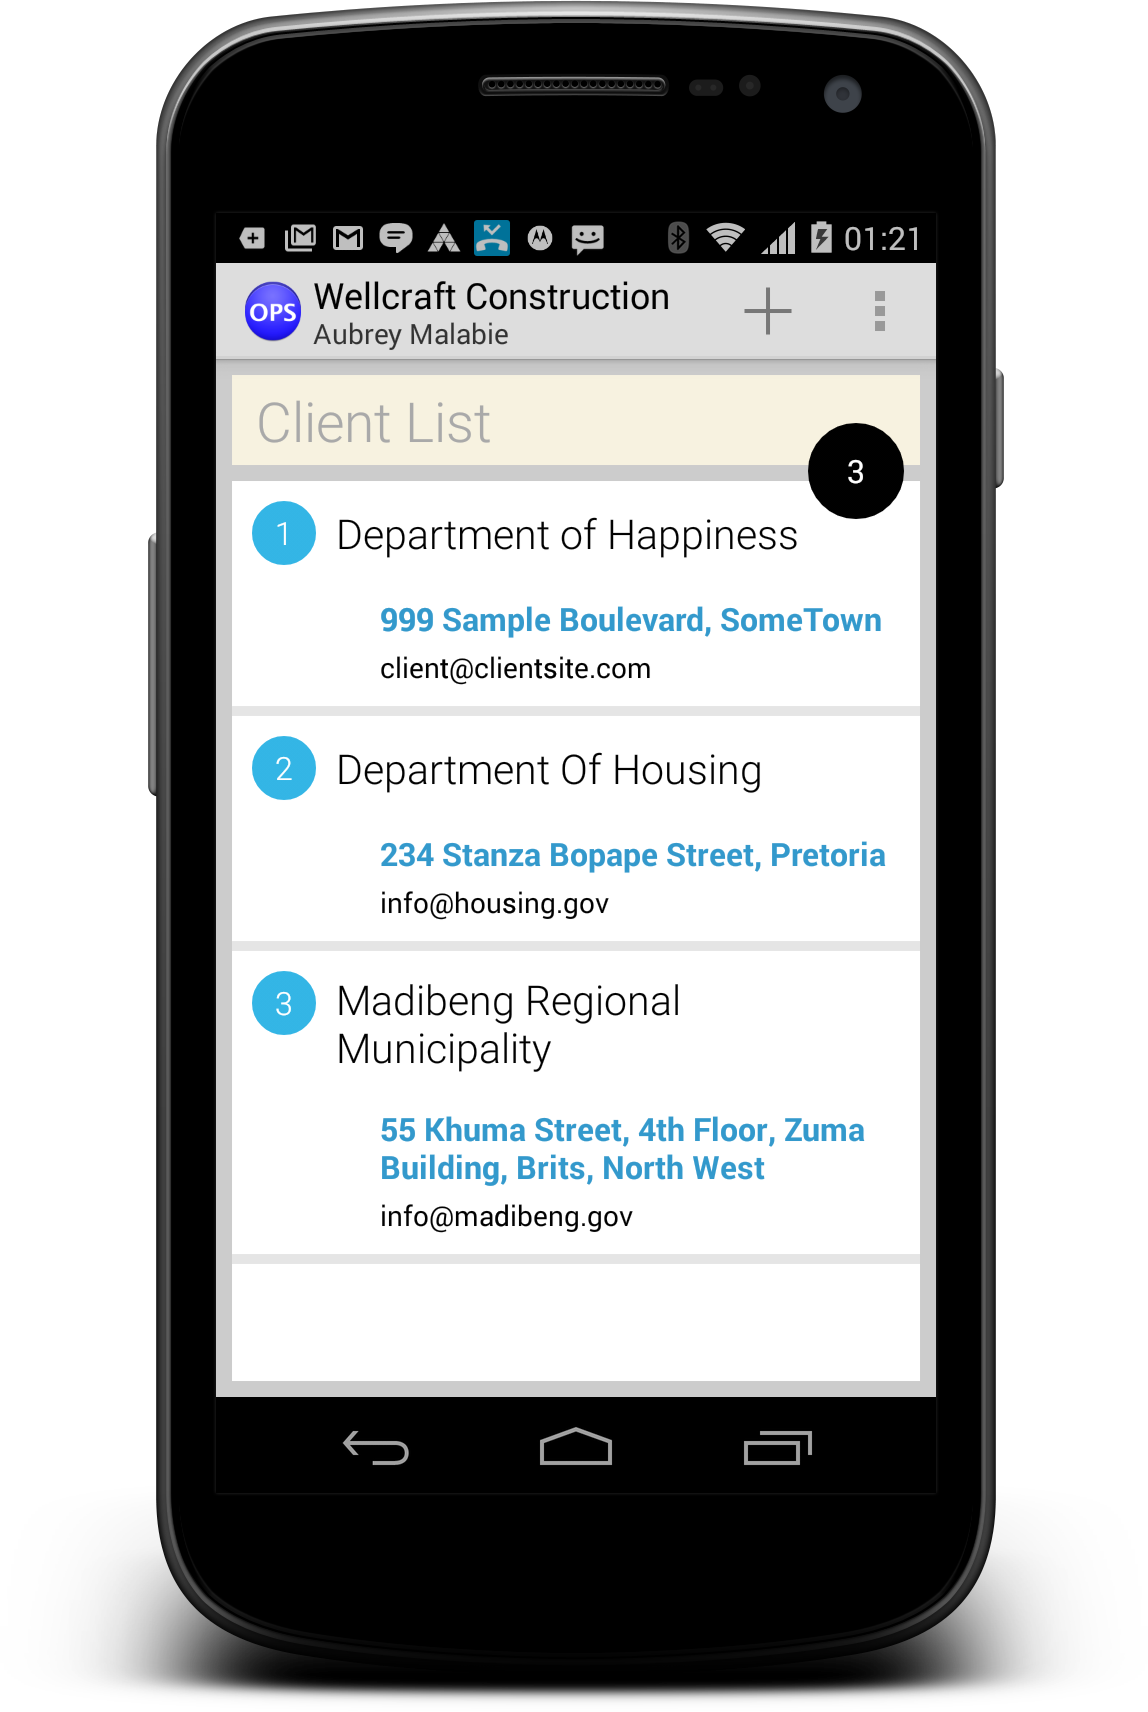 01:21
OPS
Wellcraft Construction
Aubrey Malabie
Client List
3
1
Department of Happiness
999 Sample Boulevard, SomeTown
client@clientsite.com
2
Department Of Housing
234 Stanza Bopape Street, Pretoria
info@housing.gov
3
Madibeng Regional
Municipality
55 Khuma Street, 4th Floor, Zuma
Building, Brits, North West
info@madibeng.gov